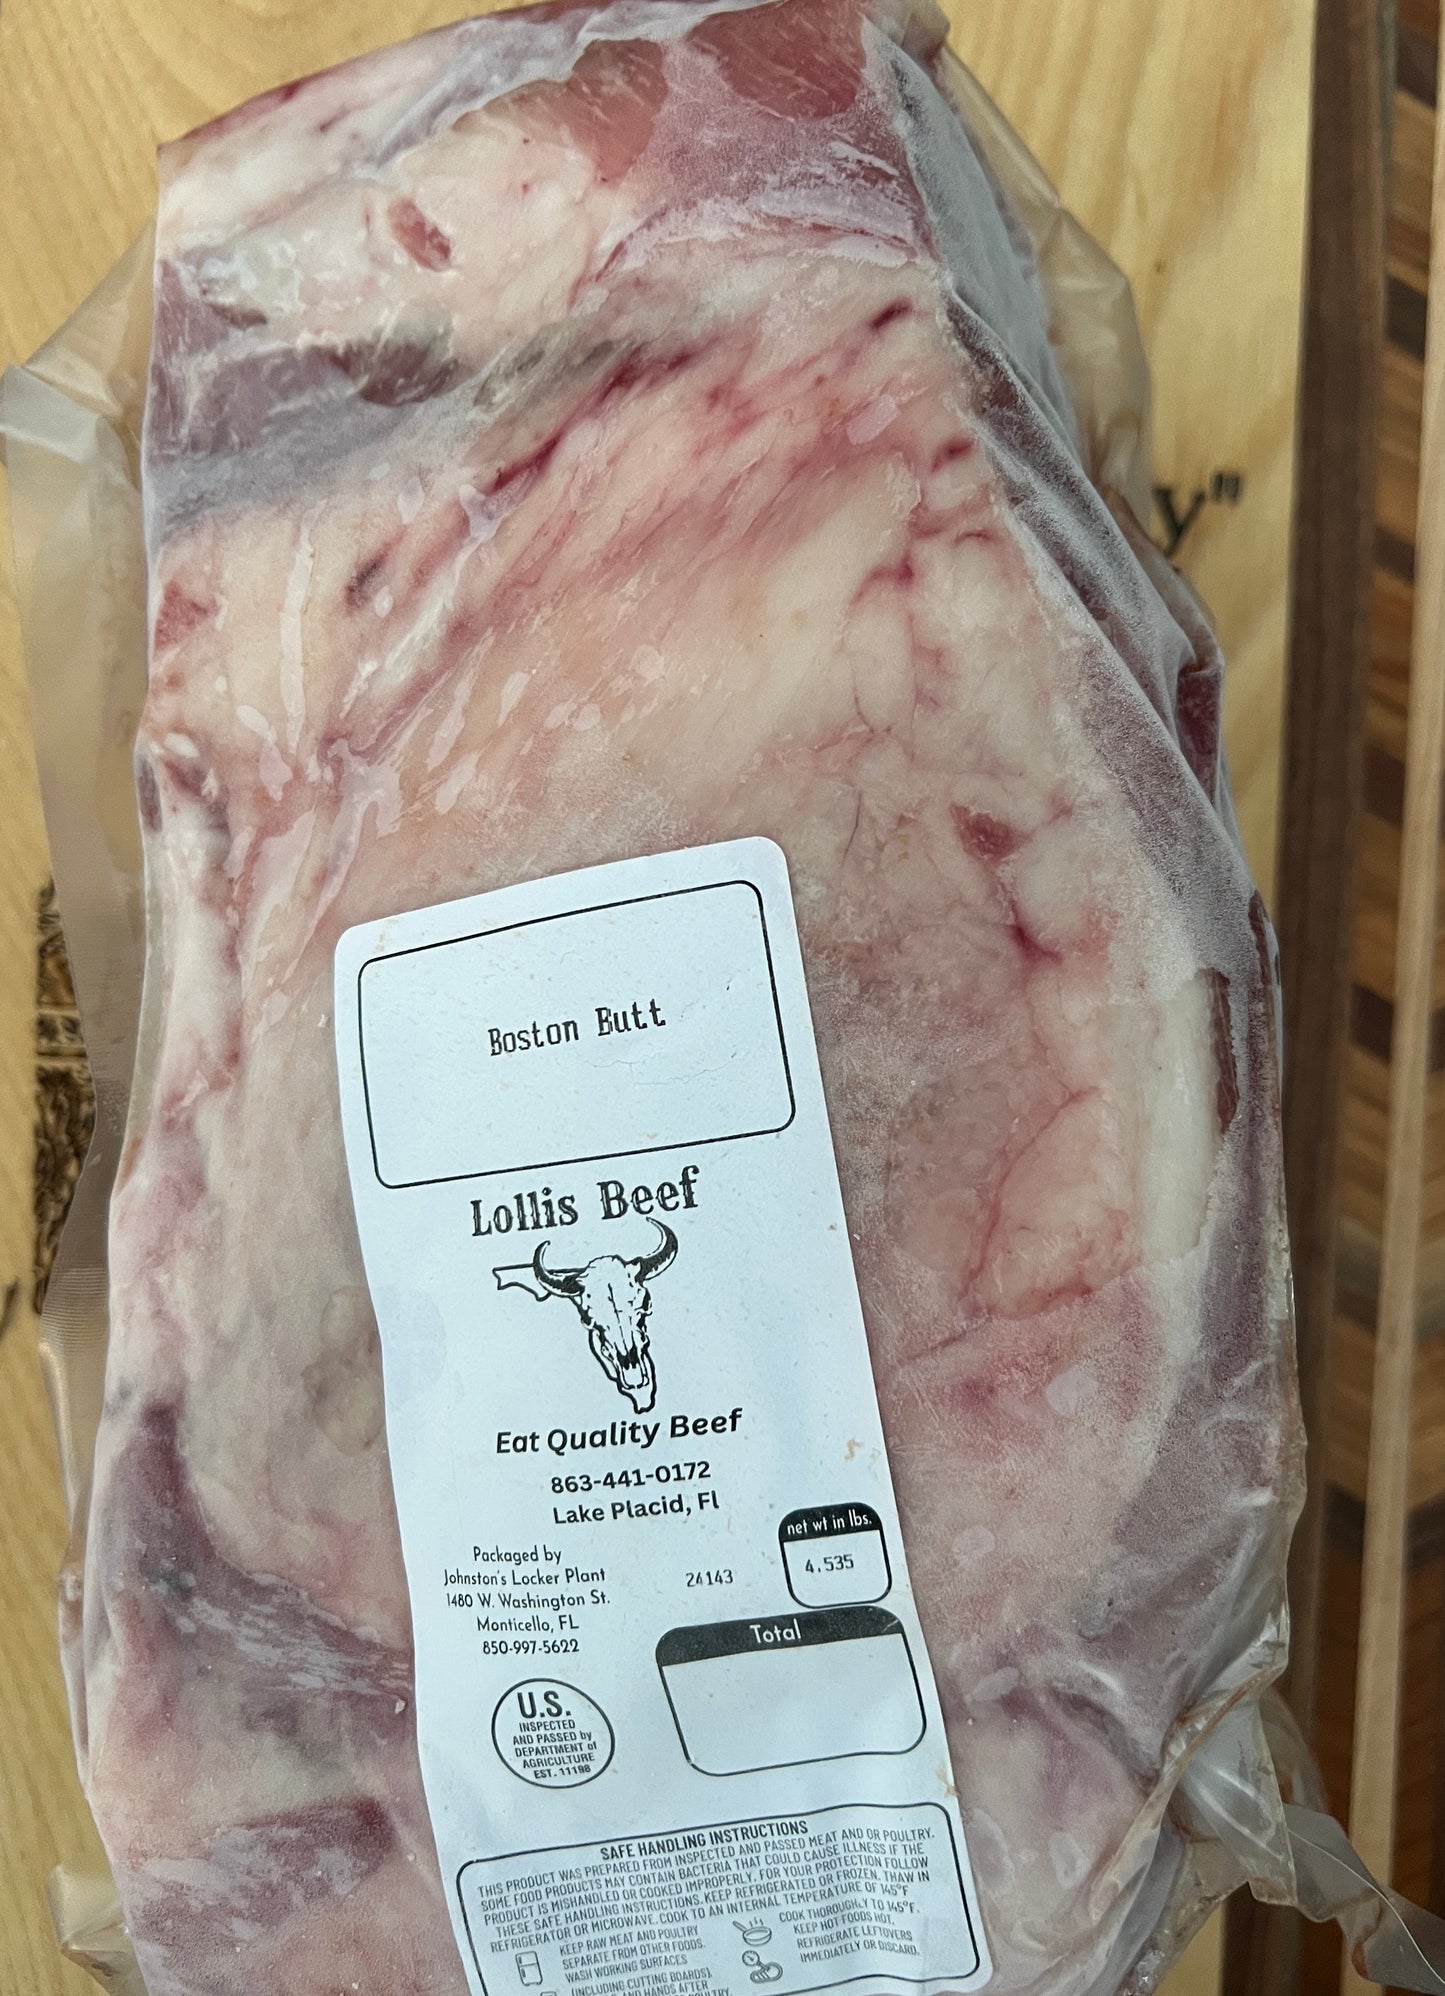 y"
Boston Butt
Lollis Beef
Eat Quality Beef
863-441-0172
Lake Placid, Fl
Packaged by
Johnston's Locker Plant
1480 W. Washington St.
Monticello, FL
850-997-5622
24143
net wt in lbs.
4.535
Total
U.S.
INSPECTED
AND PASSED by
DEPARTMENT of
AGRICULTURE
EST. 11198
SAFE HANDLING INSTRUCTIONS
THIS PRODUCT WAS PREPARED FROM INSPECTED AND PASSED MEAT AND OR POULTRY.
SOME FOOD PRODUCTS MAY CONTAIN BACTERIA THAT COULD CAUSE ILLNESS IF THE
PRODUCT IS MISHANDLED OR COOKED IMPROPERLY. FOR YOUR PROTECTION FOLLOW
THESE SAFE HANDLING INSTRUCTIONS. KEEP REFRIGERATED OR FROZEN. THAW IN
REFRIGERATOR OR MICROWAVE. COOK TO AN INTERNAL TEMPERATURE OF 145°F
KEEP RAW MEAT AND POULTRY
SEPARATE FROM OTHER FOODS.
WASH WORKING SURFACES
(INCLUDING CUTTING BOARDS),
AND HANDS AFTER
COOK THOROUGHLY TO 145°F.
KEEP HOT FOODS HOT.
REFRIGERATE LEFTOVERS
IMMEDIATELY OR DISCARD.